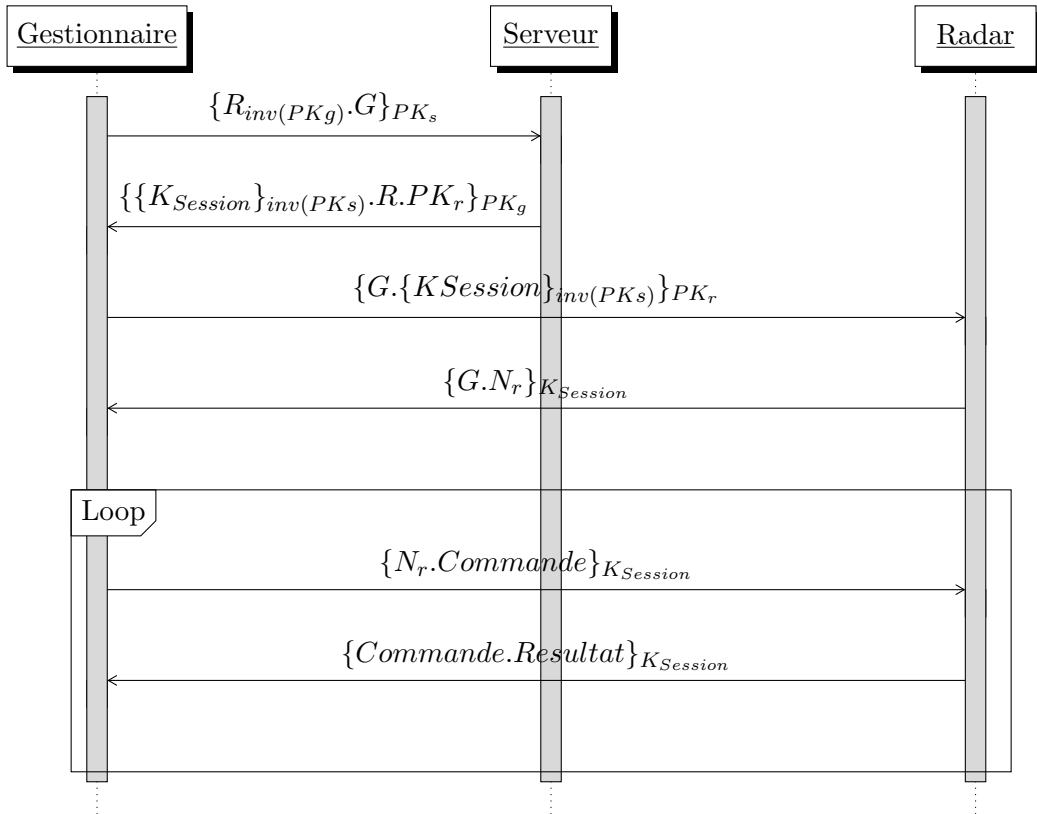 Gestionnaire
Serveur
Radar
{R_{inv(PKg)}.G}_{PK_s}
{{K_{Session}}_{inv(PKs)}.R.PK_r}_{PK_g}
{G.{KSession}_{inv(PKs)}}_{PK_r}
{G.N_r}_{K_{Session}}
Loop
{N_r.Commande}_{K_{Session}}
{Commande.Resultat}_{K_{Session}}